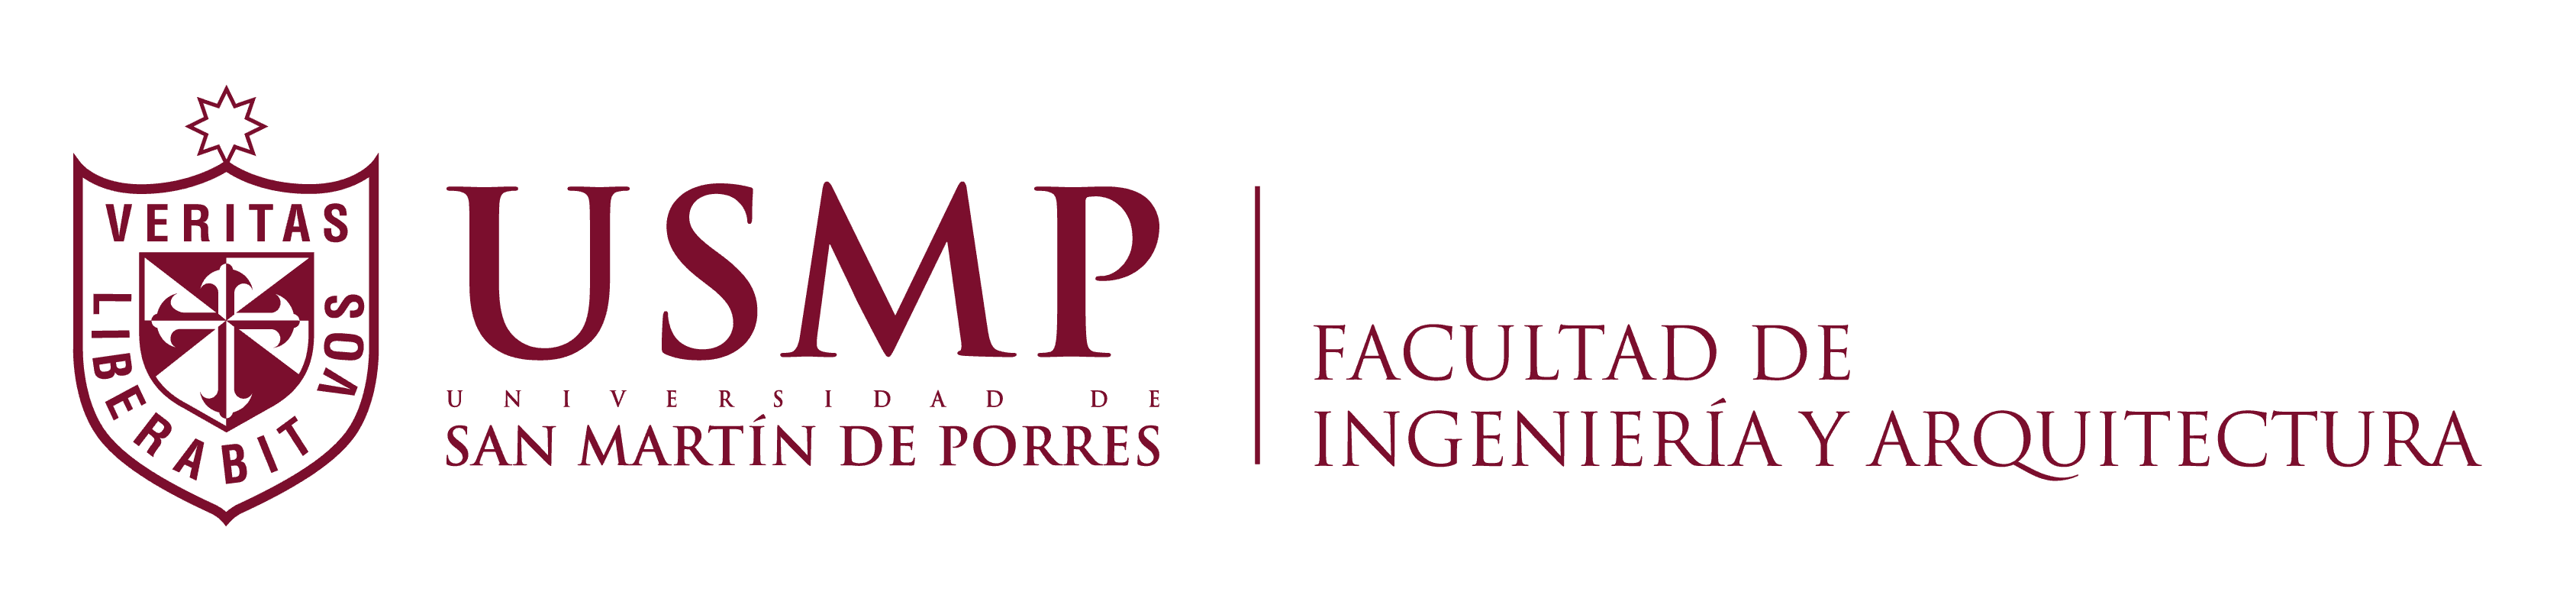 VERITAS
LIBERABIT VOS
USMP
UNIVERSIDAD DE
SAN MARTÍN DE PORRES
FACULTAD DE
INGENIERÍA Y ARQUITECTURA